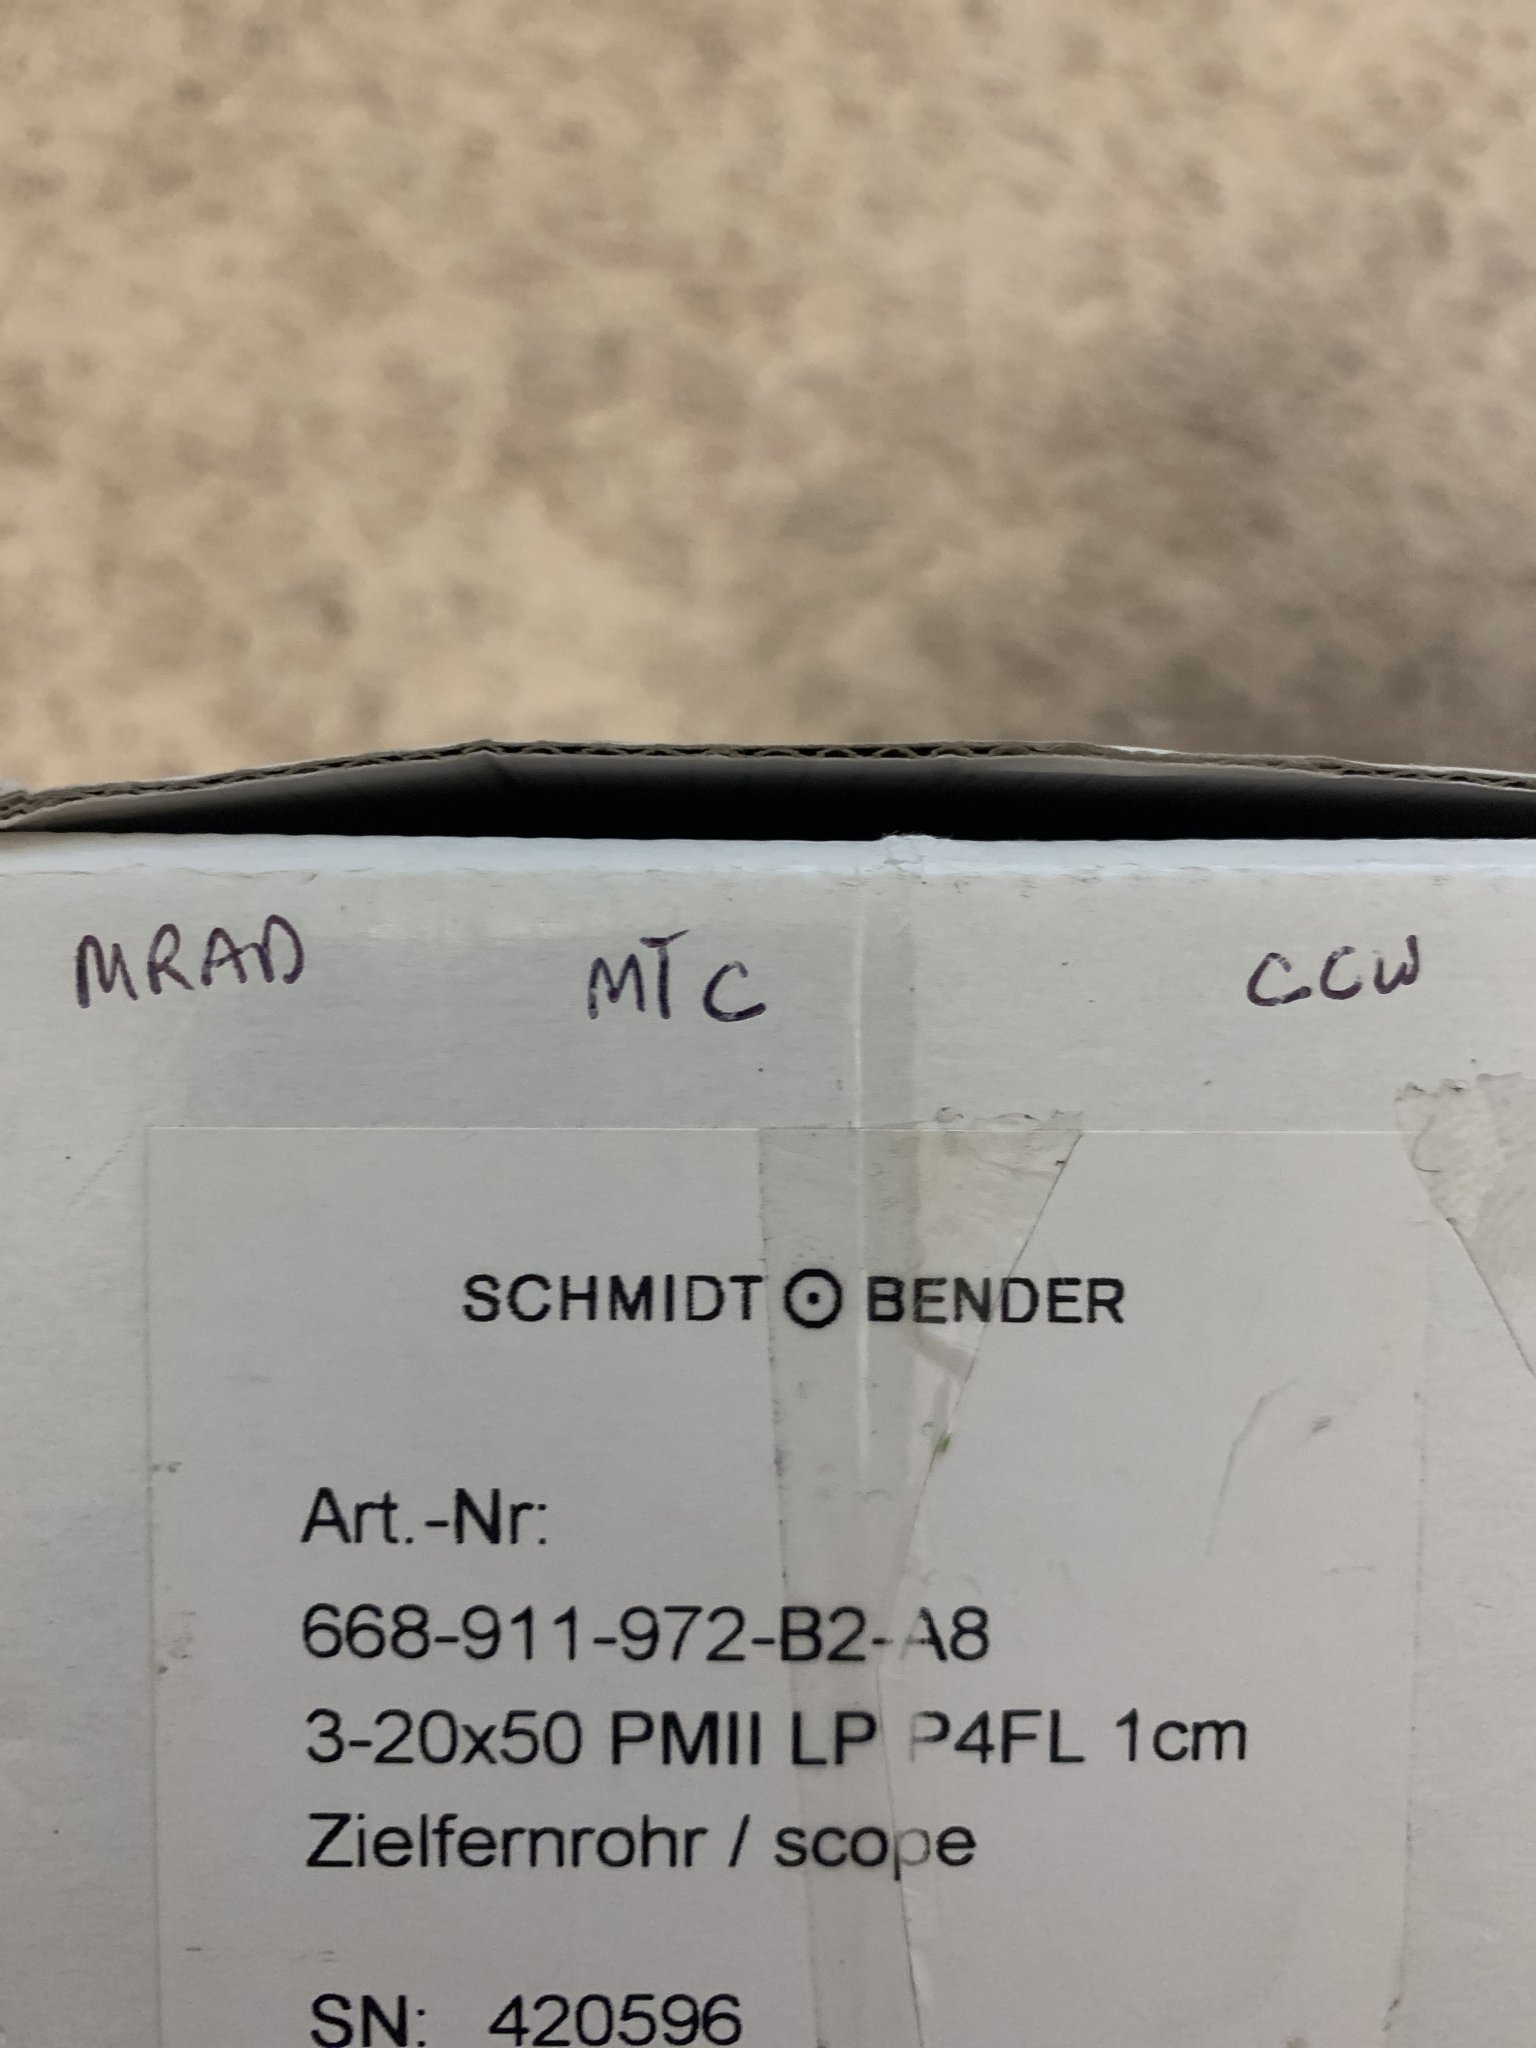 MRAD MTC CCW
SCHMIDT BENDER
Art.-Nr:
668-911-972-B2-A8
3-20x50 PMII LP P4FL 1cm
Zielfernrohr / scope
SN: 420596